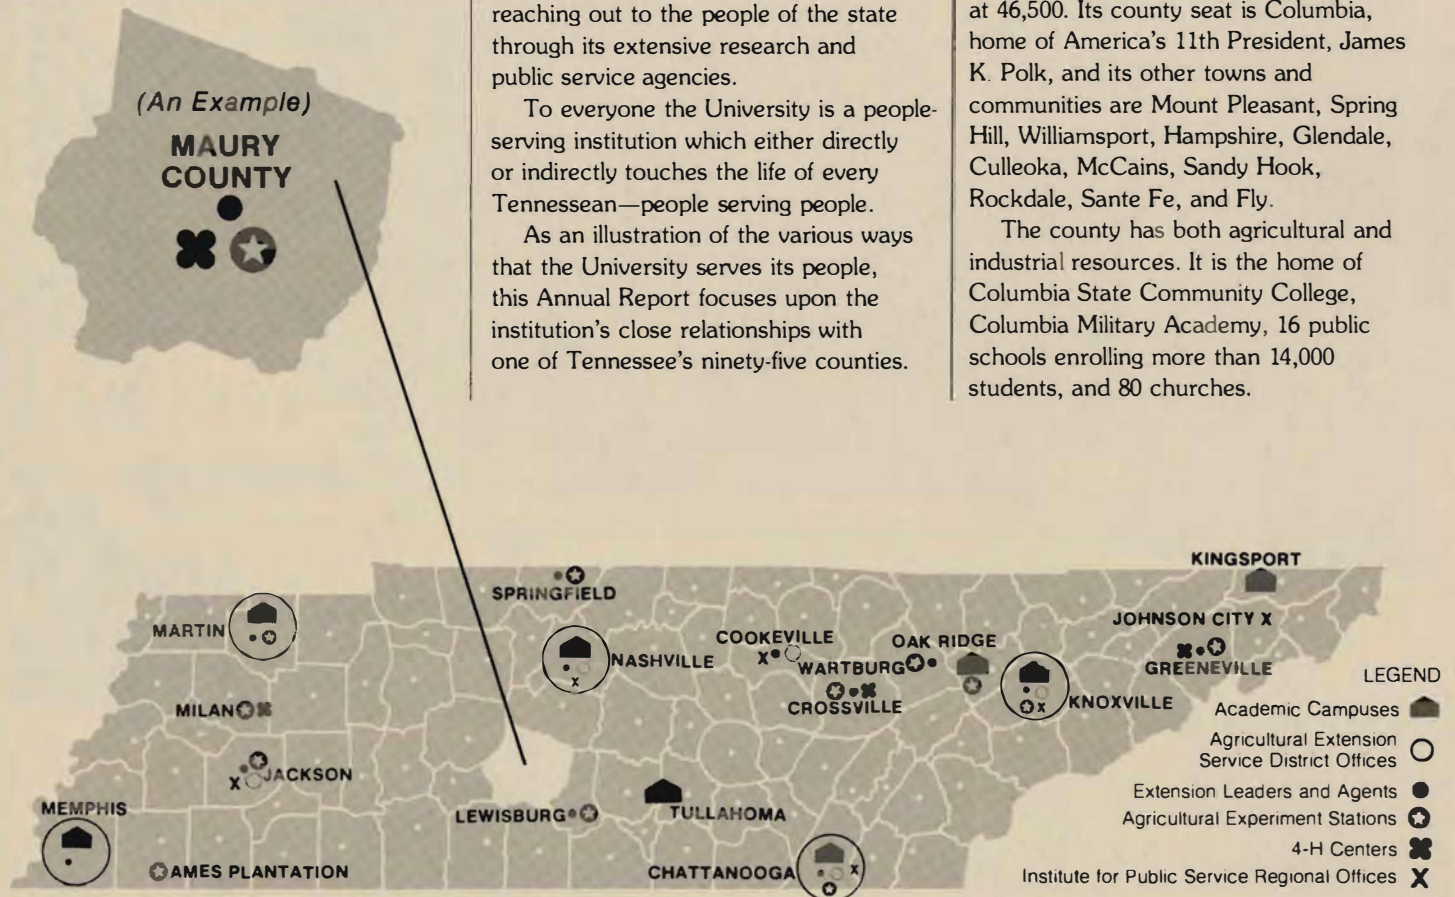 (An Example)
MAURY
COUNTY
reaching out to the people of the state
through its extensive research and
public service agencies.
To everyone the University is a people-
serving institution which either directly
or indirectly touches the life of every
Tennessean—people serving people.
As an illustration of the various ways
that the University serves its people,
this Annual Report focuses upon the
institution's close relationships with
one of Tennessee's ninety-five counties.
at 46,500. Its county seat is Columbia,
home of America's 11th President, James
K. Polk, and its other towns and
communities are Mount Pleasant, Spring
Hill, Williamsport, Hampshire, Glendale,
Culleoka, McCains, Sandy Hook,
Rockdale, Sante Fe, and Fly.
The county has both agricultural and
industrial resources. It is the home of
Columbia State Community College,
Columbia Military Academy, 16 public
schools enrolling more than 14,000
students, and 80 churches.
KINGSPORT
SPRINGFIELD
JOHNSON CITY X
MARTIN
COOKEVILLE
X
OAK RIDGE
NASHVILLE
X
WARTBURG
GREENEVILLE
CROSSVILLE
X
KNOXVILLE
MILAN
JACKSON
X
MEMPHIS
LEWISBURG
TULLAHOMA
AMES PLANTATION
CHATTANOOGA
X
LEGEND
Academic Campuses
Agricultural Extension
Service District Offices
Extension Leaders and Agents
Agricultural Experiment Stations
4-H Centers
Institute for Public Service Regional Offices X